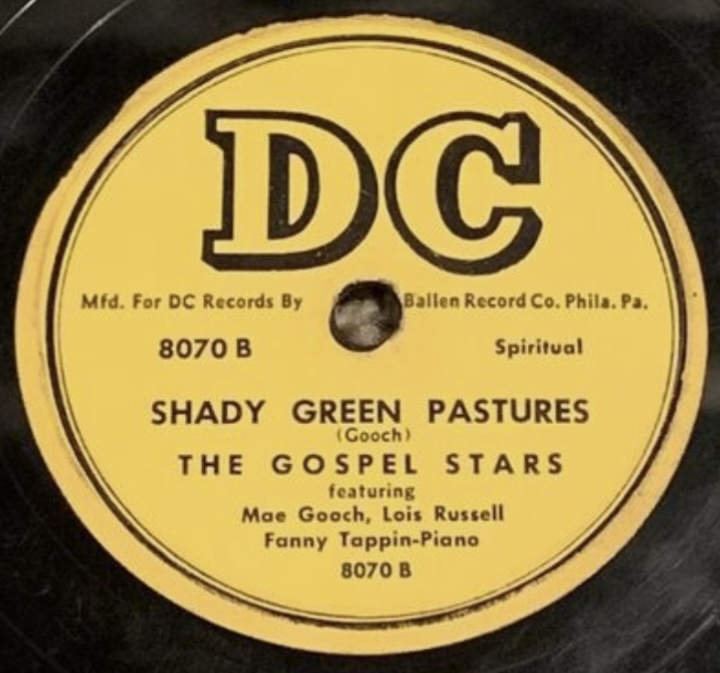 DC
Mfd. For DC Records By Ballen Record Co. Phila. Pa.
8070 B Spiritual
SHADY GREEN PASTURES
(Gooch)
THE GOSPEL STARS
featuring
Mae Gooch, Lois Russell
Fanny Tappin-Piano
8070 B